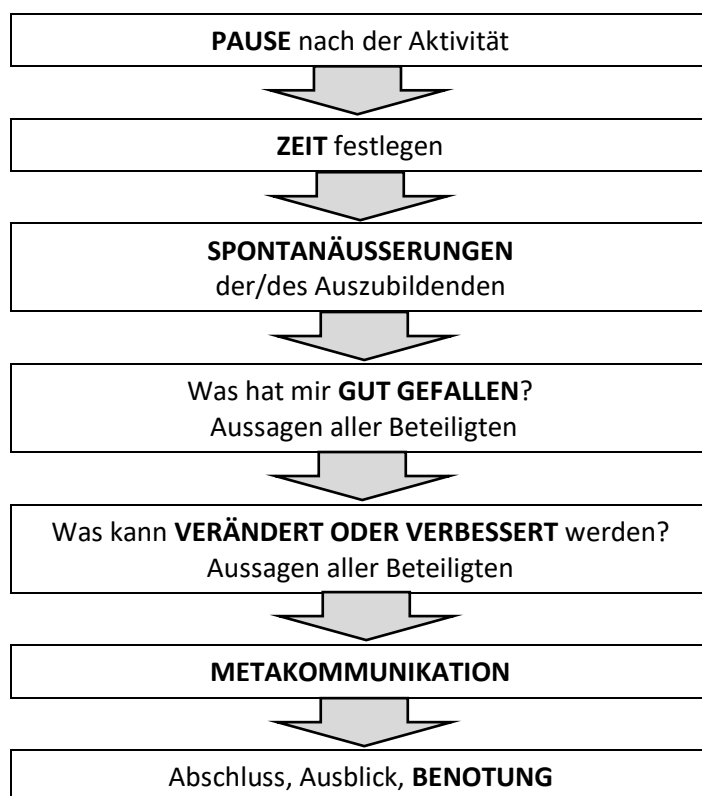 PAUSE nach der Aktivität
ZEIT festlegen
SPONTANÄUSSERUNGEN
der/des Auszubildenden
Was hat mir GUT GEFALLEN?
Aussagen aller Beteiligten
Was kann VERÄNDERT ODER VERBESSERT werden?
Aussagen aller Beteiligten
METAKOMMUNIKATION
Abschluss, Ausblick, BENOTUNG